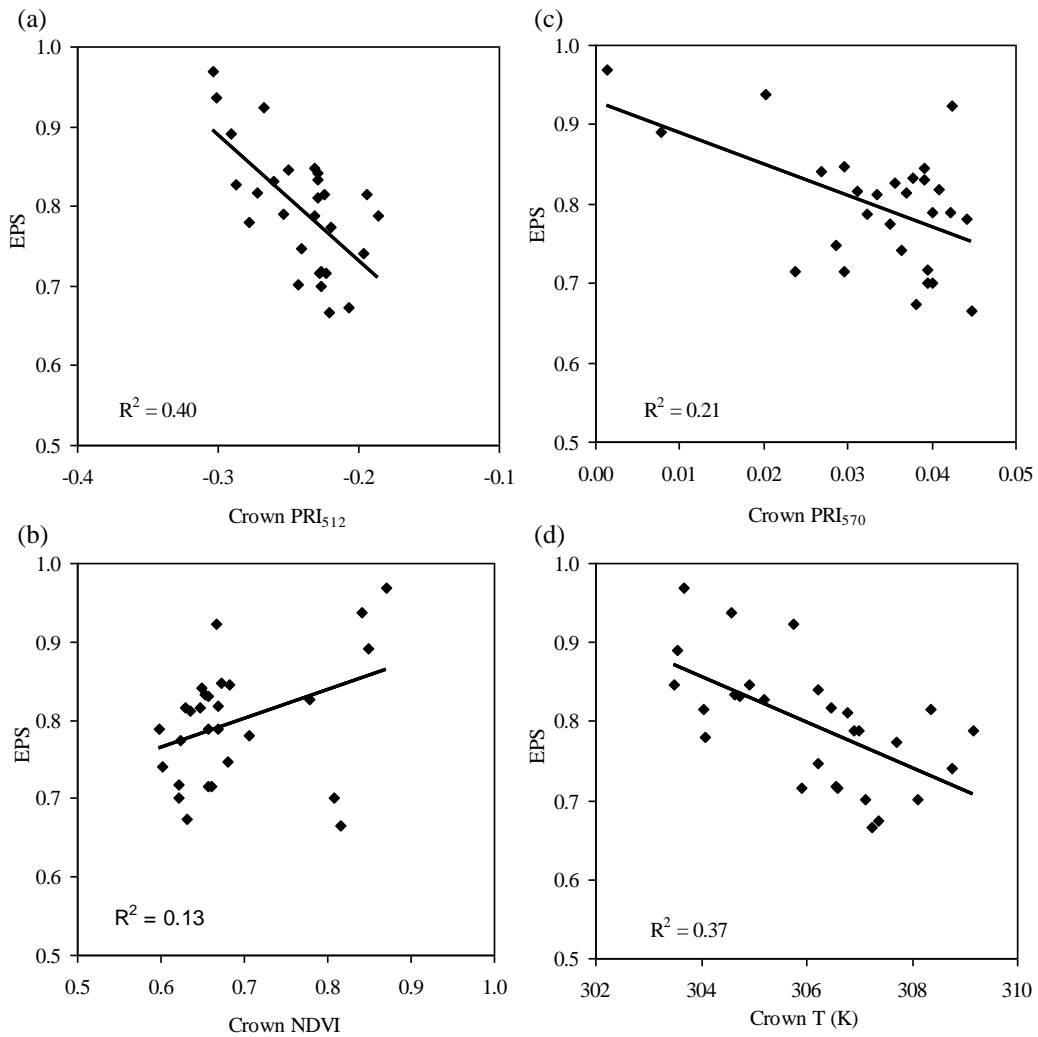 (a)
1.0
0.9
0.8
0.7
0.6
0.5
EPS
R² = 0.40
-0.4 -0.3 -0.2 -0.1
Crown PRI₅₁₂
(c)
1.0
0.9
0.8
0.7
0.6
0.5
EPS
R² = 0.21
0.00 0.01 0.02 0.03 0.04 0.05
Crown PRI₅₇₀
(b)
1.0
0.9
0.8
0.7
0.6
0.5
EPS
R² = 0.13
0.5 0.6 0.7 0.8 0.9 1.0
Crown NDVI
(d)
1.0
0.9
0.8
0.7
0.6
0.5
EPS
R² = 0.37
302 304 306 308 310
Crown T (K)